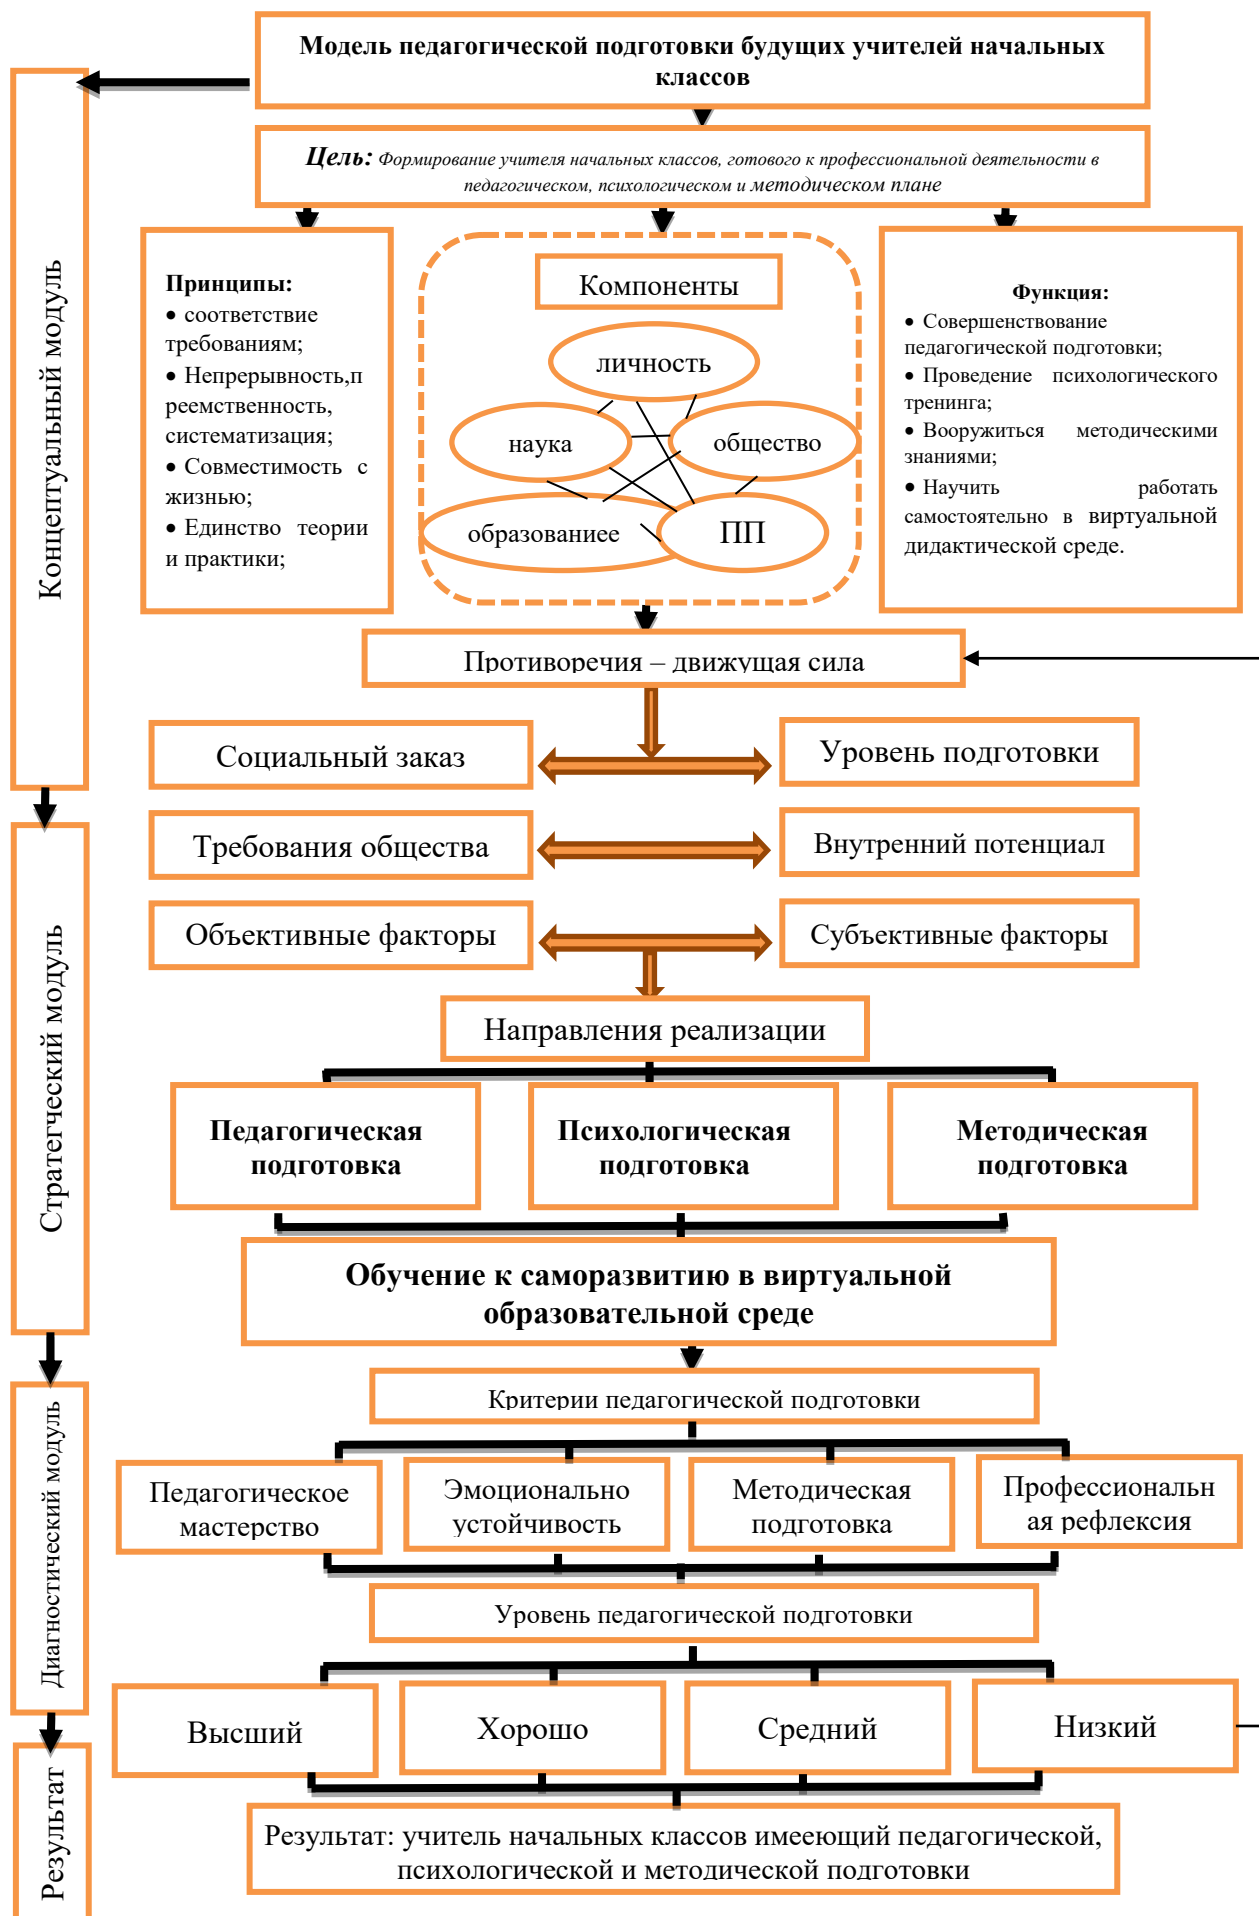 Модель педагогической подготовки будущих учителей начальных
классов
Цель: Формирование учителя начальных классов, готового к профессиональной деятельности в
педагогическом, психологическом и методическом плане
Концептуальный модуль
Принципы:
• соответствие
требованиям;
• Непрерывность,п
реемственность,
систематизация;
• Совместимость с
жизнью;
• Единство теории
и практики;
Компоненты
личность
наука
общество
образованиее
ПП
Функция:
• Совершенствование
педагогической подготовки;
• Проведение психологического
тренинга;
• Вооружиться методическими
знаниями;
• Научить работать
самостоятельно в виртуальной
дидактической среде.
Противоречия – движущая сила
Социальный заказ
Уровень подготовки
Стратегческий модуль
Требования общества
Внутренний потенциал
Объективные факторы
Субъективные факторы
Направления реализации
Педагогическая
подготовка
Психологическая
подготовка
Методическая
подготовка
Обучение к саморазвитию в виртуальной
образовательной среде
Диагностический модуль
Критерии педагогической подготовки
Педагогическое
мастерство
Эмоционально
устойчивость
Методическая
подготовка
Профессиональн
ая рефлексия
Уровень педагогической подготовки
Высший
Хорошо
Средний
Низкий
Результат
Результат: учитель начальных классов имееющий педагогической,
психологической и методической подготовки